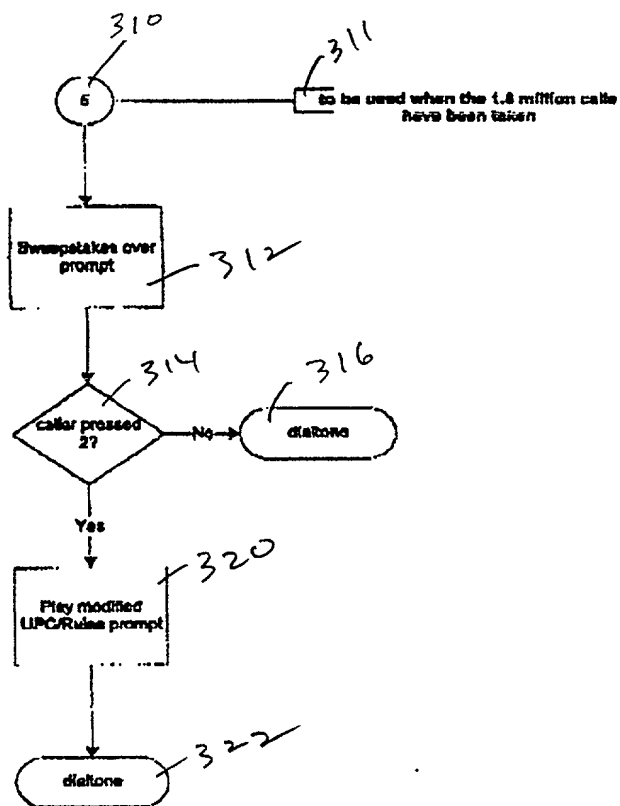 310
311
6
to be used when the 1.8 million calls
have been taken
Sweepstakes over
prompt
312
314
316
caller pressed
2?
No
dialtone
Yes
320
Play modified
UPC/Rules prompt
322
dialtone